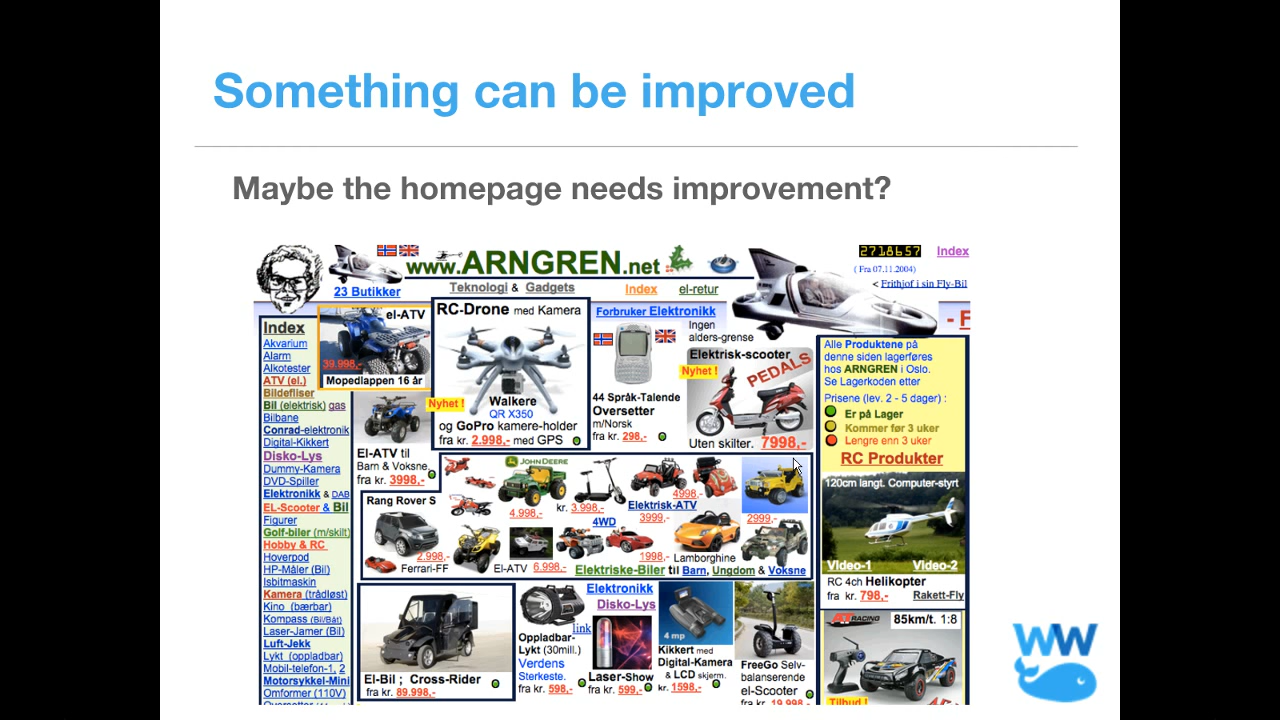 Something can be improved
Maybe the homepage needs improvement?
www.ARNGREN.net
2718657
Index
( Fra 07.11.2004)
< Frithjof i sin Fly-Bil
23 Butikker
Teknologi & Gadgets
Index
el-retur
- F
Index
Akvarium
Alarm
Alkotester
ATV (el.)
Bildefliser
Bil (elektrisk) gas
Bilbane
Conrad-elektronik
Digital-Kikkert
Disko-Lys
Dummy-Kamera
DVD-Spiller
Elektronikk & DAB
EL-Scooter & Bil
Figurer
Golf-biler (m/skilt)
Hobby & RC
Hoverpod
HP-Måler (Bil)
Isbitmaskin
Kamera (trådløst)
Kino (bærbar)
Kompass (Bil/Båt)
Laser-Jamer (Bil)
Luft-Jekk
Lykt (oppladbar)
Mobil-telefon-1, 2
Motorsykkel-Mini
Omformer (110V)
el-ATV
39.998,-
Mopedlappen 16 år
El-ATV til
Barn & Voksne.
fra kr. 3998,-
RC-Drone med Kamera
Nyhet !
Walkere
QR X350
og GoPro kamere-holder
fra kr. 2.998,- med GPS
Forbruker Elektronikk
44 Språk-Talende
Oversetter
m/Norsk
fra kr. 298,-
Ingen
alders-grense
Elektrisk-scooter
Nyhet !
PEDALS
Uten skilter. 7998,-
JOHN DEERE
Rang Rover S
4.998,-
kr. 3.998,-
4998,-
Elektrisk-ATV
3999,-
2999,-
4WD
2.998,-
Ferrari-FF
El-ATV 6.998,-
1998,- Lamborghine
Elektriske-Biler til Barn, Ungdom & Voksne
El-Bil ; Cross-Rider
fra kr. 89.998,-
Elektronikk
Disko-Lys
link
Oppladbar-
Lykt (30mill.)
Verdens
Sterkeste.
fra kr. 598,-
Laser-Show
fra kr. 599,-
4 mp
Kikkert med
Digital-Kamera
& LCD skjerm.
kr. 1598,-
FreeGo Selv-
balanserende
el-Scooter
fra kr. 19.998,-
Alle Produktene på
denne siden lagerføres
hos ARNGREN i Oslo.
Se Lagerkoden etter
Prisene (lev. 2 - 5 dager) :
Er på Lager
Kommer før 3 uker
Lengre enn 3 uker
RC Produkter
120cm langt. Computer-styrt
Video-1
Video-2
RC 4ch Helikopter
fra kr. 798,-
Rakett-Fly
RACING
85km/t. 1:8
Tilbud !
WW